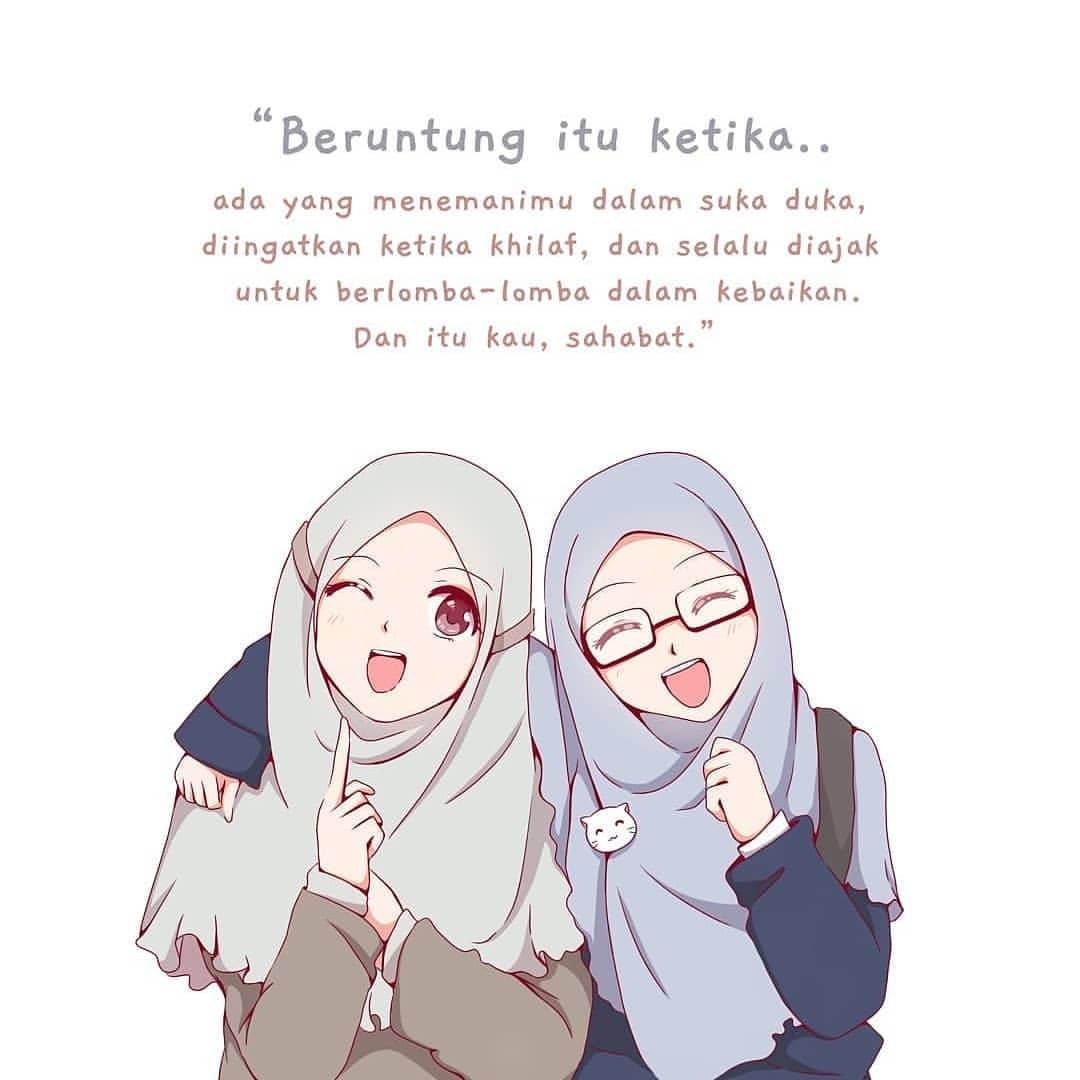 “Beruntung itu ketika..
ada yang menemanimu dalam suka duka,
diingatkan ketika khilaf, dan selalu diajak
untuk berlomba-lomba dalam kebaikan.
Dan itu kau, sahabat.”